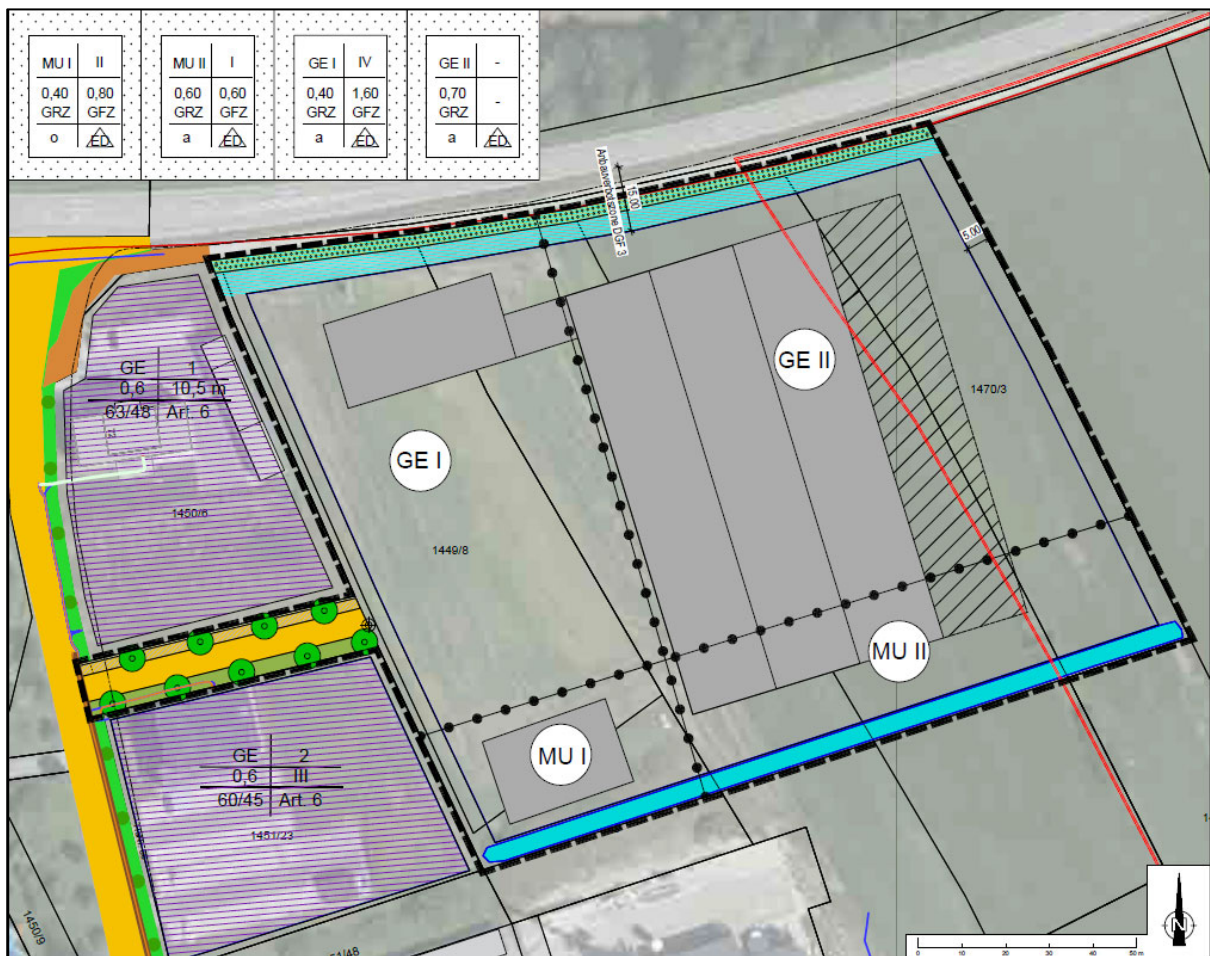 MU I II
0,40 0,80
GRZ GFZ
o ED
MU II I
0,60 0,60
GRZ GFZ
a ED
GE I IV
0,40 1,60
GRZ GFZ
a ED
GE II -
0,70 -
GRZ
a ED
Anbauverbotszone DGF 3
15.00
5.00
GE II
1470/3
GE 1
0,6 10,5 m
63/48 Art. 6
GE I
1450/6
1449/8
MU II
MU I
GE 2
0,6 III
60/45 Art. 6
1451/23
1450/9
N
0 10 20 30 40 50 m